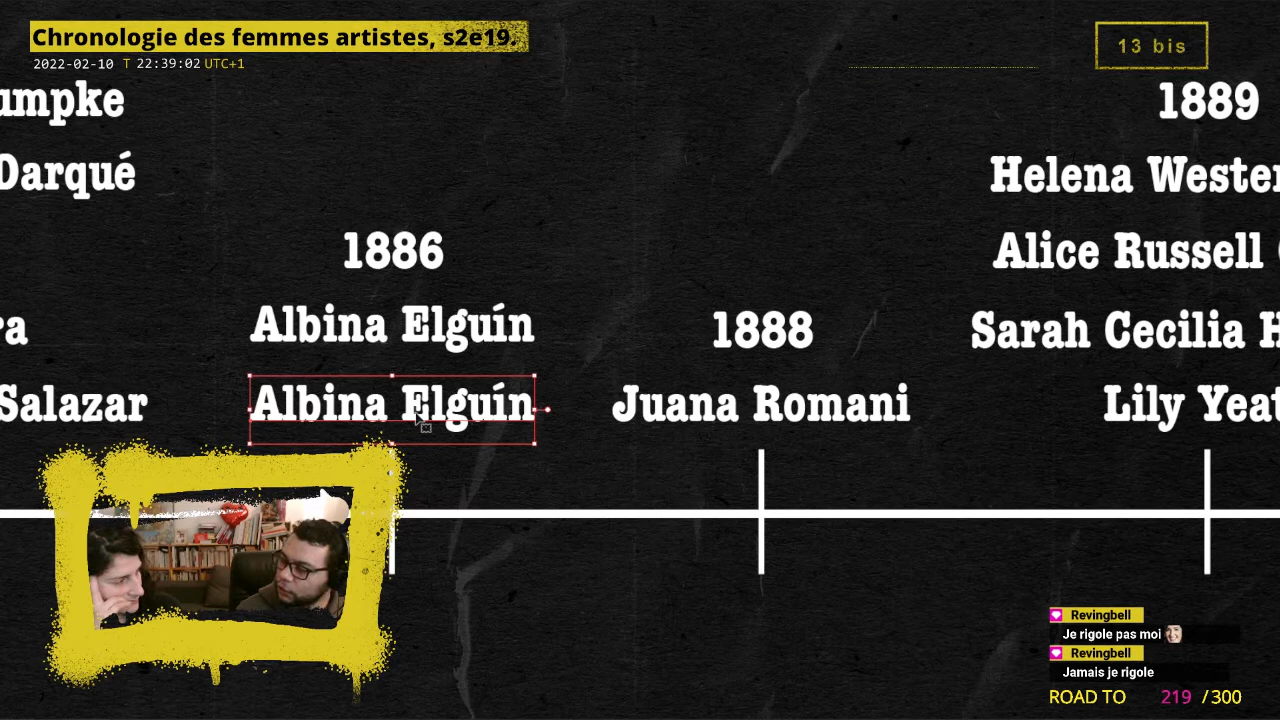 Chronologie des femmes artistes, s2e19.
2022-02-10 T 22:39:02 UTC+1
13 bis
umpke
Darqué
ra
Salazar
1886
Albina Elguín
Albina Elguín
1888
Juana Romani
1889
Helena Wester
Alice Russell
Sarah Cecilia H
Lily Yeat
Revingbell
Je rigole pas moi
Revingbell
Jamais je rigole
ROAD TO 219 / 300